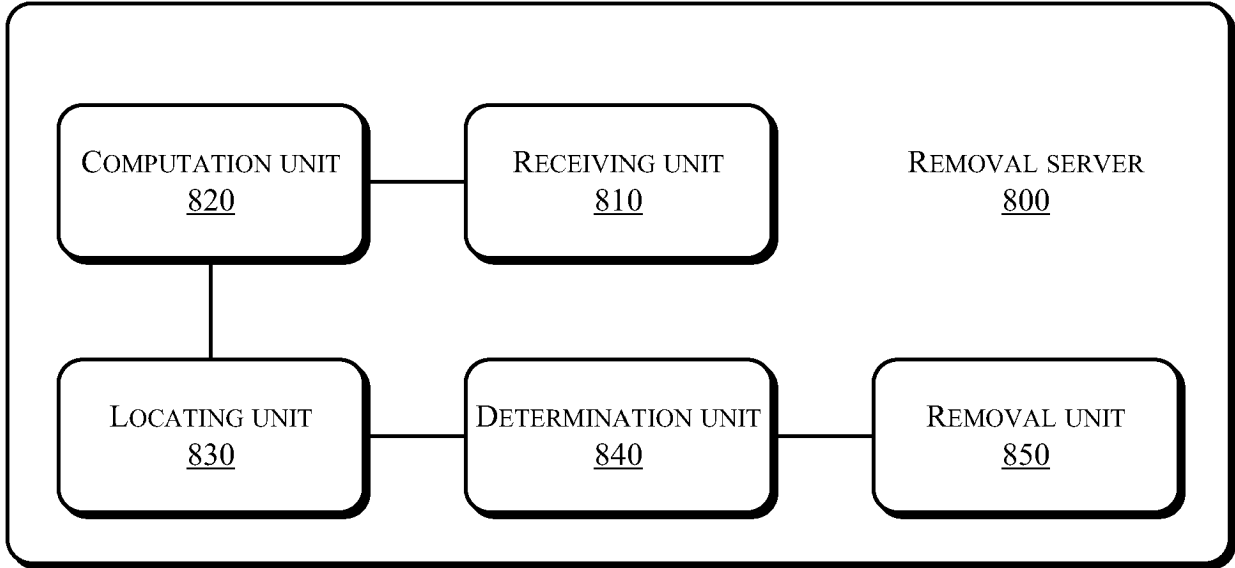 COMPUTATION UNIT
820
RECEIVING UNIT
810
REMOVAL SERVER
800
LOCATING UNIT
830
DETERMINATION UNIT
840
REMOVAL UNIT
850